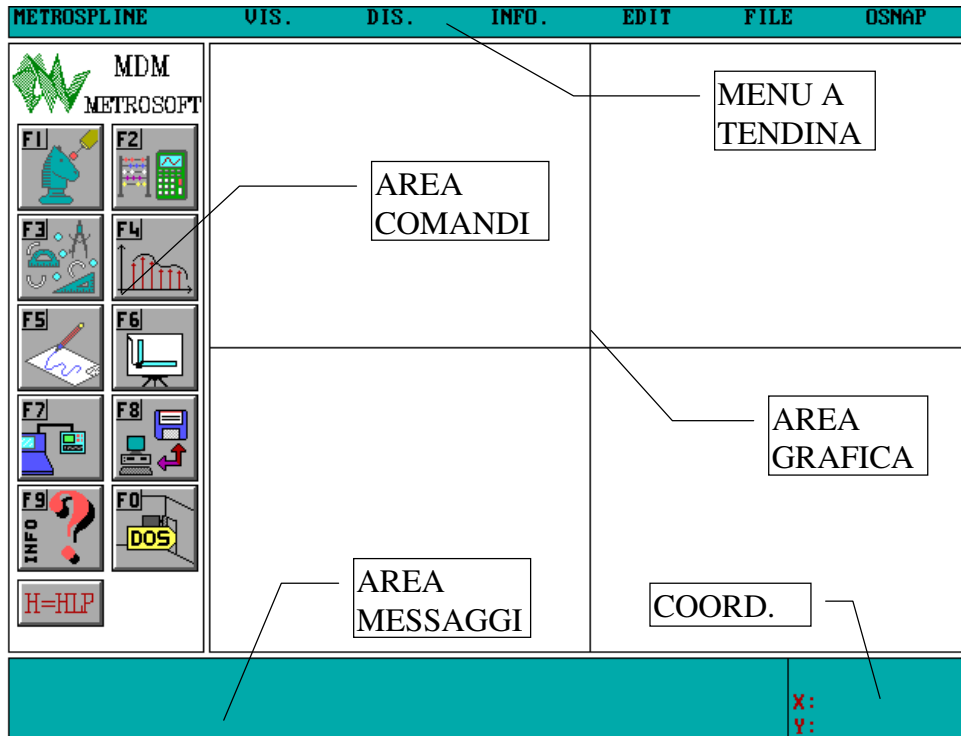 METROSPLINE VIS. DIS. INFO. EDIT FILE OSNAP
MDM
METROSOFT
MENU A
TENDINA
F1 F2
AREA
COMANDI
F3 F4
F5 F6
F7 F8
AREA
GRAFICA
F9 INFO F0 DOS
AREA
MESSAGGI
H=HLP
COORD.
X:
Y: